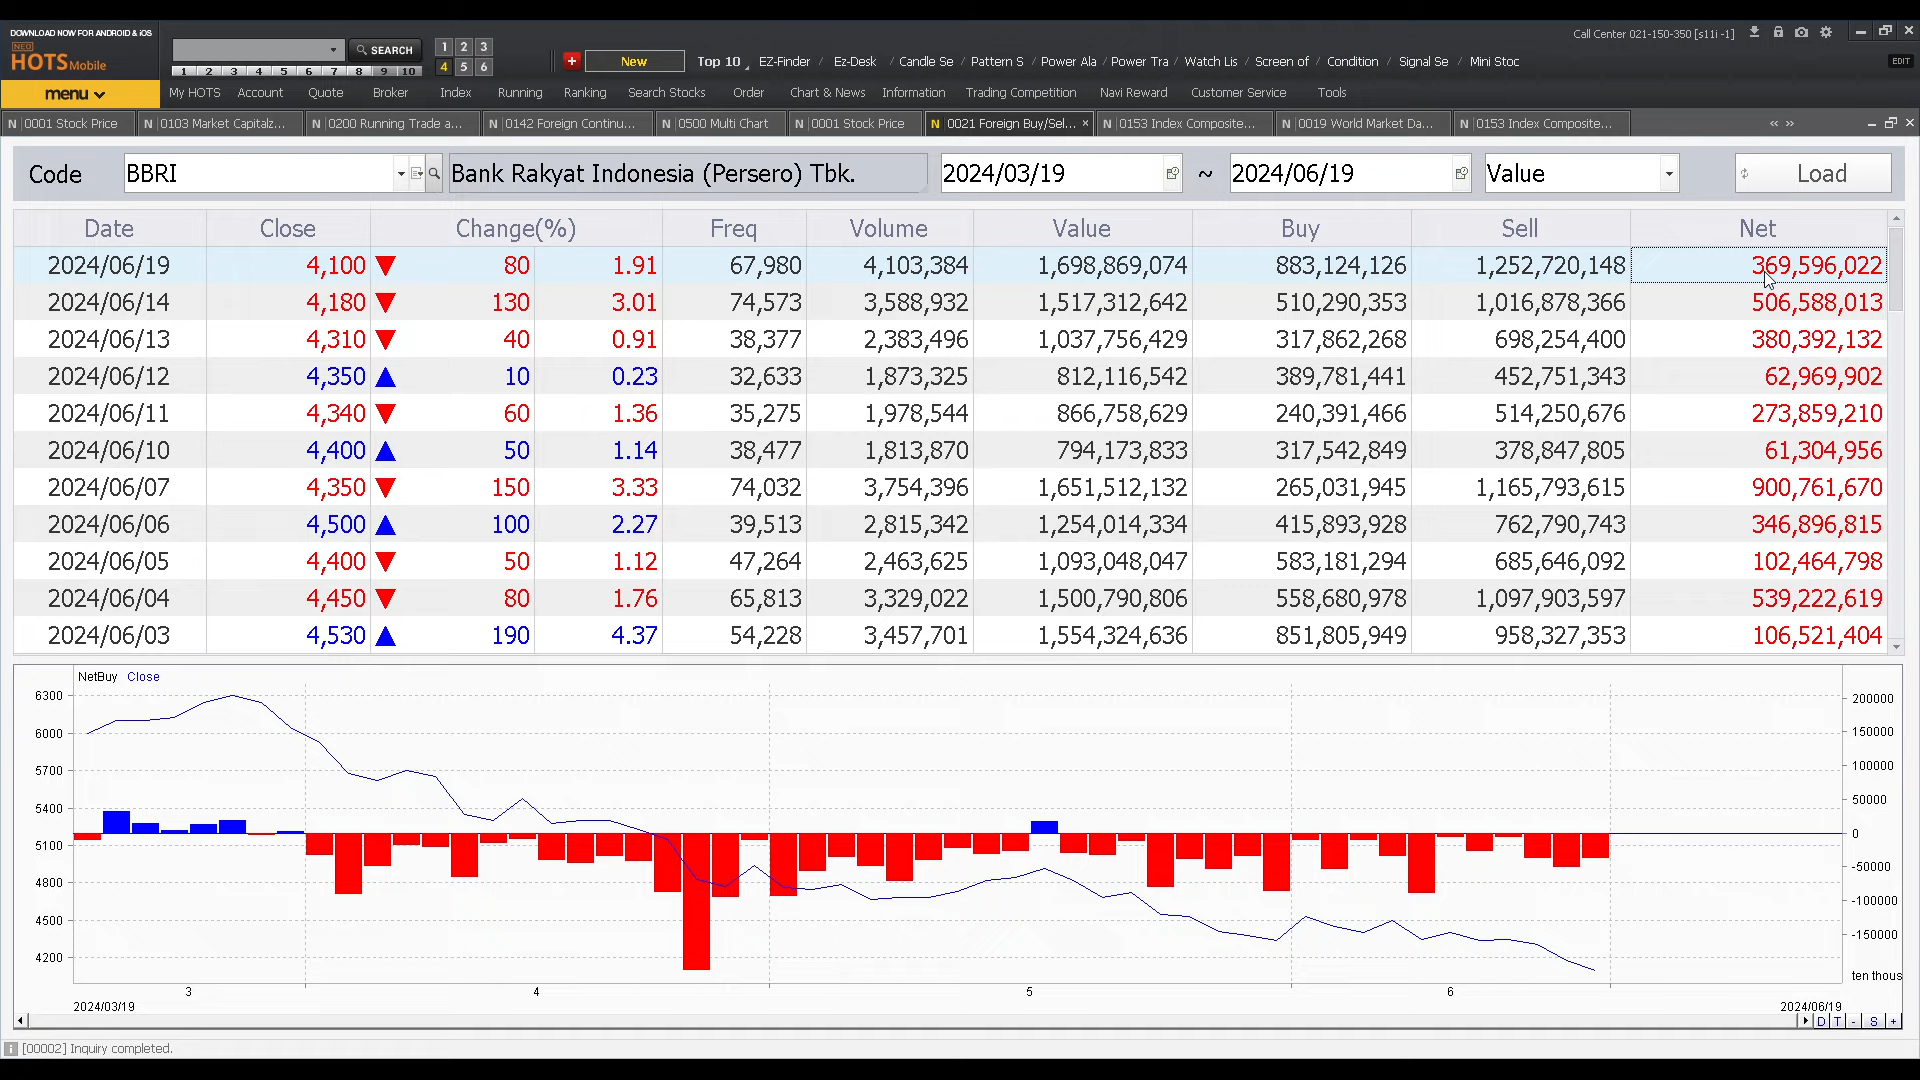 DOWNLOAD NOW FOR ANDROID & iOS
NEO
HOTS Mobile
SEARCH
1 2 3
4 5 6
1 2 3 4 5 6 7 8 9 10
New
Top 10 EZ-Finder / Ez-Desk / Candle Se / Pattern S / Power Ala / Power Tra / Watch Lis / Screen of / Condition / Signal Se / Mini Stoc
Call Center 021-150-350 [s11i -1]
EDIT
menu
My HOTS Account Quote Broker Index Running Ranking Search Stocks Order Chart & News Information Trading Competition Navi Reward Customer Service Tools
N 0001 Stock Price N 0103 Market Capitalz... N 0200 Running Trade a... N 0142 Foreign Continu... N 0500 Multi Chart N 0001 Stock Price N 0021 Foreign Buy/Sel... × N 0153 Index Composite... N 0019 World Market Da... N 0153 Index Composite... « »
Code BBRI Bank Rakyat Indonesia (Persero) Tbk. 2024/03/19 ~ 2024/06/19 Value Load
Date Close Change(%) Freq Volume Value Buy Sell Net
2024/06/19 4,100 ▼ 80 1.91 67,980 4,103,384 1,698,869,074 883,124,126 1,252,720,148 369,596,022
2024/06/14 4,180 ▼ 130 3.01 74,573 3,588,932 1,517,312,642 510,290,353 1,016,878,366 506,588,013
2024/06/13 4,310 ▼ 40 0.91 38,377 2,383,496 1,037,756,429 317,862,268 698,254,400 380,392,132
2024/06/12 4,350 ▲ 10 0.23 32,633 1,873,325 812,116,542 389,781,441 452,751,343 62,969,902
2024/06/11 4,340 ▼ 60 1.36 35,275 1,978,544 866,758,629 240,391,466 514,250,676 273,859,210
2024/06/10 4,400 ▲ 50 1.14 38,477 1,813,870 794,173,833 317,542,849 378,847,805 61,304,956
2024/06/07 4,350 ▼ 150 3.33 74,032 3,754,396 1,651,512,132 265,031,945 1,165,793,615 900,761,670
2024/06/06 4,500 ▲ 100 2.27 39,513 2,815,342 1,254,014,334 415,893,928 762,790,743 346,896,815
2024/06/05 4,400 ▼ 50 1.12 47,264 2,463,625 1,093,048,047 583,181,294 685,646,092 102,464,798
2024/06/04 4,450 ▼ 80 1.76 65,813 3,329,022 1,500,790,806 558,680,978 1,097,903,597 539,222,619
2024/06/03 4,530 ▲ 190 4.37 54,228 3,457,701 1,554,324,636 851,805,949 958,327,353 106,521,404
NetBuy Close
6300
6000
5700
5400
5100
4800
4500
4200
200000
150000
100000
50000
0
-50000
-100000
-150000
ten thous
3 4 5 6
2024/03/19 2024/06/19
D T - S +
[00002] Inquiry completed.